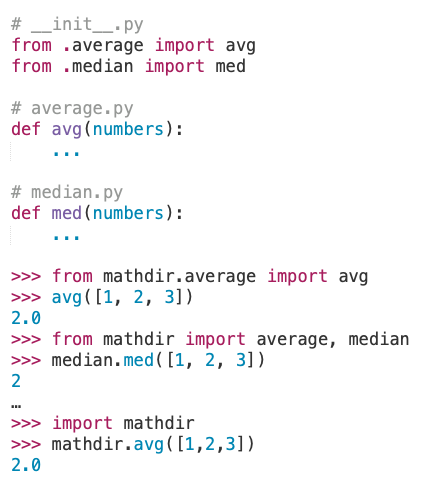 # __init__.py
from .average import avg
from .median import med

# average.py
def avg(numbers):
    ...

# median.py
def med(numbers):
    ...

>>> from mathdir.average import avg
>>> avg([1, 2, 3])
2.0
>>> from mathdir import average, median
>>> median.med([1, 2, 3])
2
…
>>> import mathdir
>>> mathdir.avg([1,2,3])
2.0